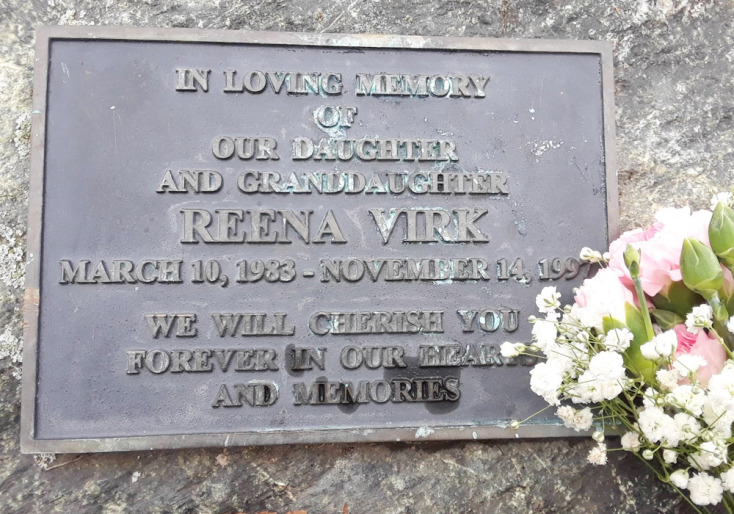 IN LOVING MEMORY
OF
OUR DAUGHTER
AND GRANDDAUGHTER
REENA VIRK
MARCH 10, 1983 - NOVEMBER 14, 1997
WE WILL CHERISH YOU
FOREVER IN OUR HEARTS
AND MEMORIES